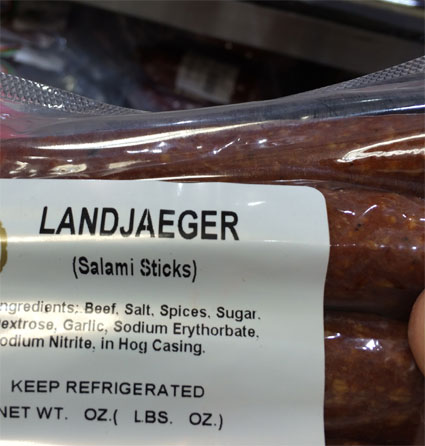 LANDJAEGER
(Salami Sticks)
ngredients: Beef, Salt, Spices, Sugar,
extrose, Garlic, Sodium Erythorbate,
odium Nitrite, in Hog Casing.
KEEP REFRIGERATED
NET WT. OZ.( LBS. OZ.)